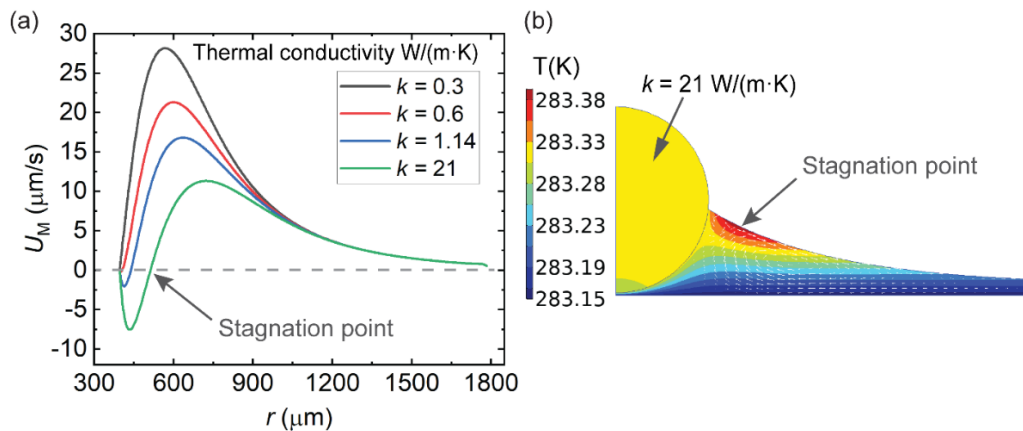 (a)
Thermal conductivity W/(m·K)
k = 0.3
k = 0.6
k = 1.14
k = 21
Stagnation point
U_M (μm/s)
30
25
20
15
10
5
0
-5
-10
300 600 900 1200 1500 1800
r (μm)
(b)
T(K)
283.38
283.33
283.28
283.23
283.19
283.15
k = 21 W/(m·K)
Stagnation point